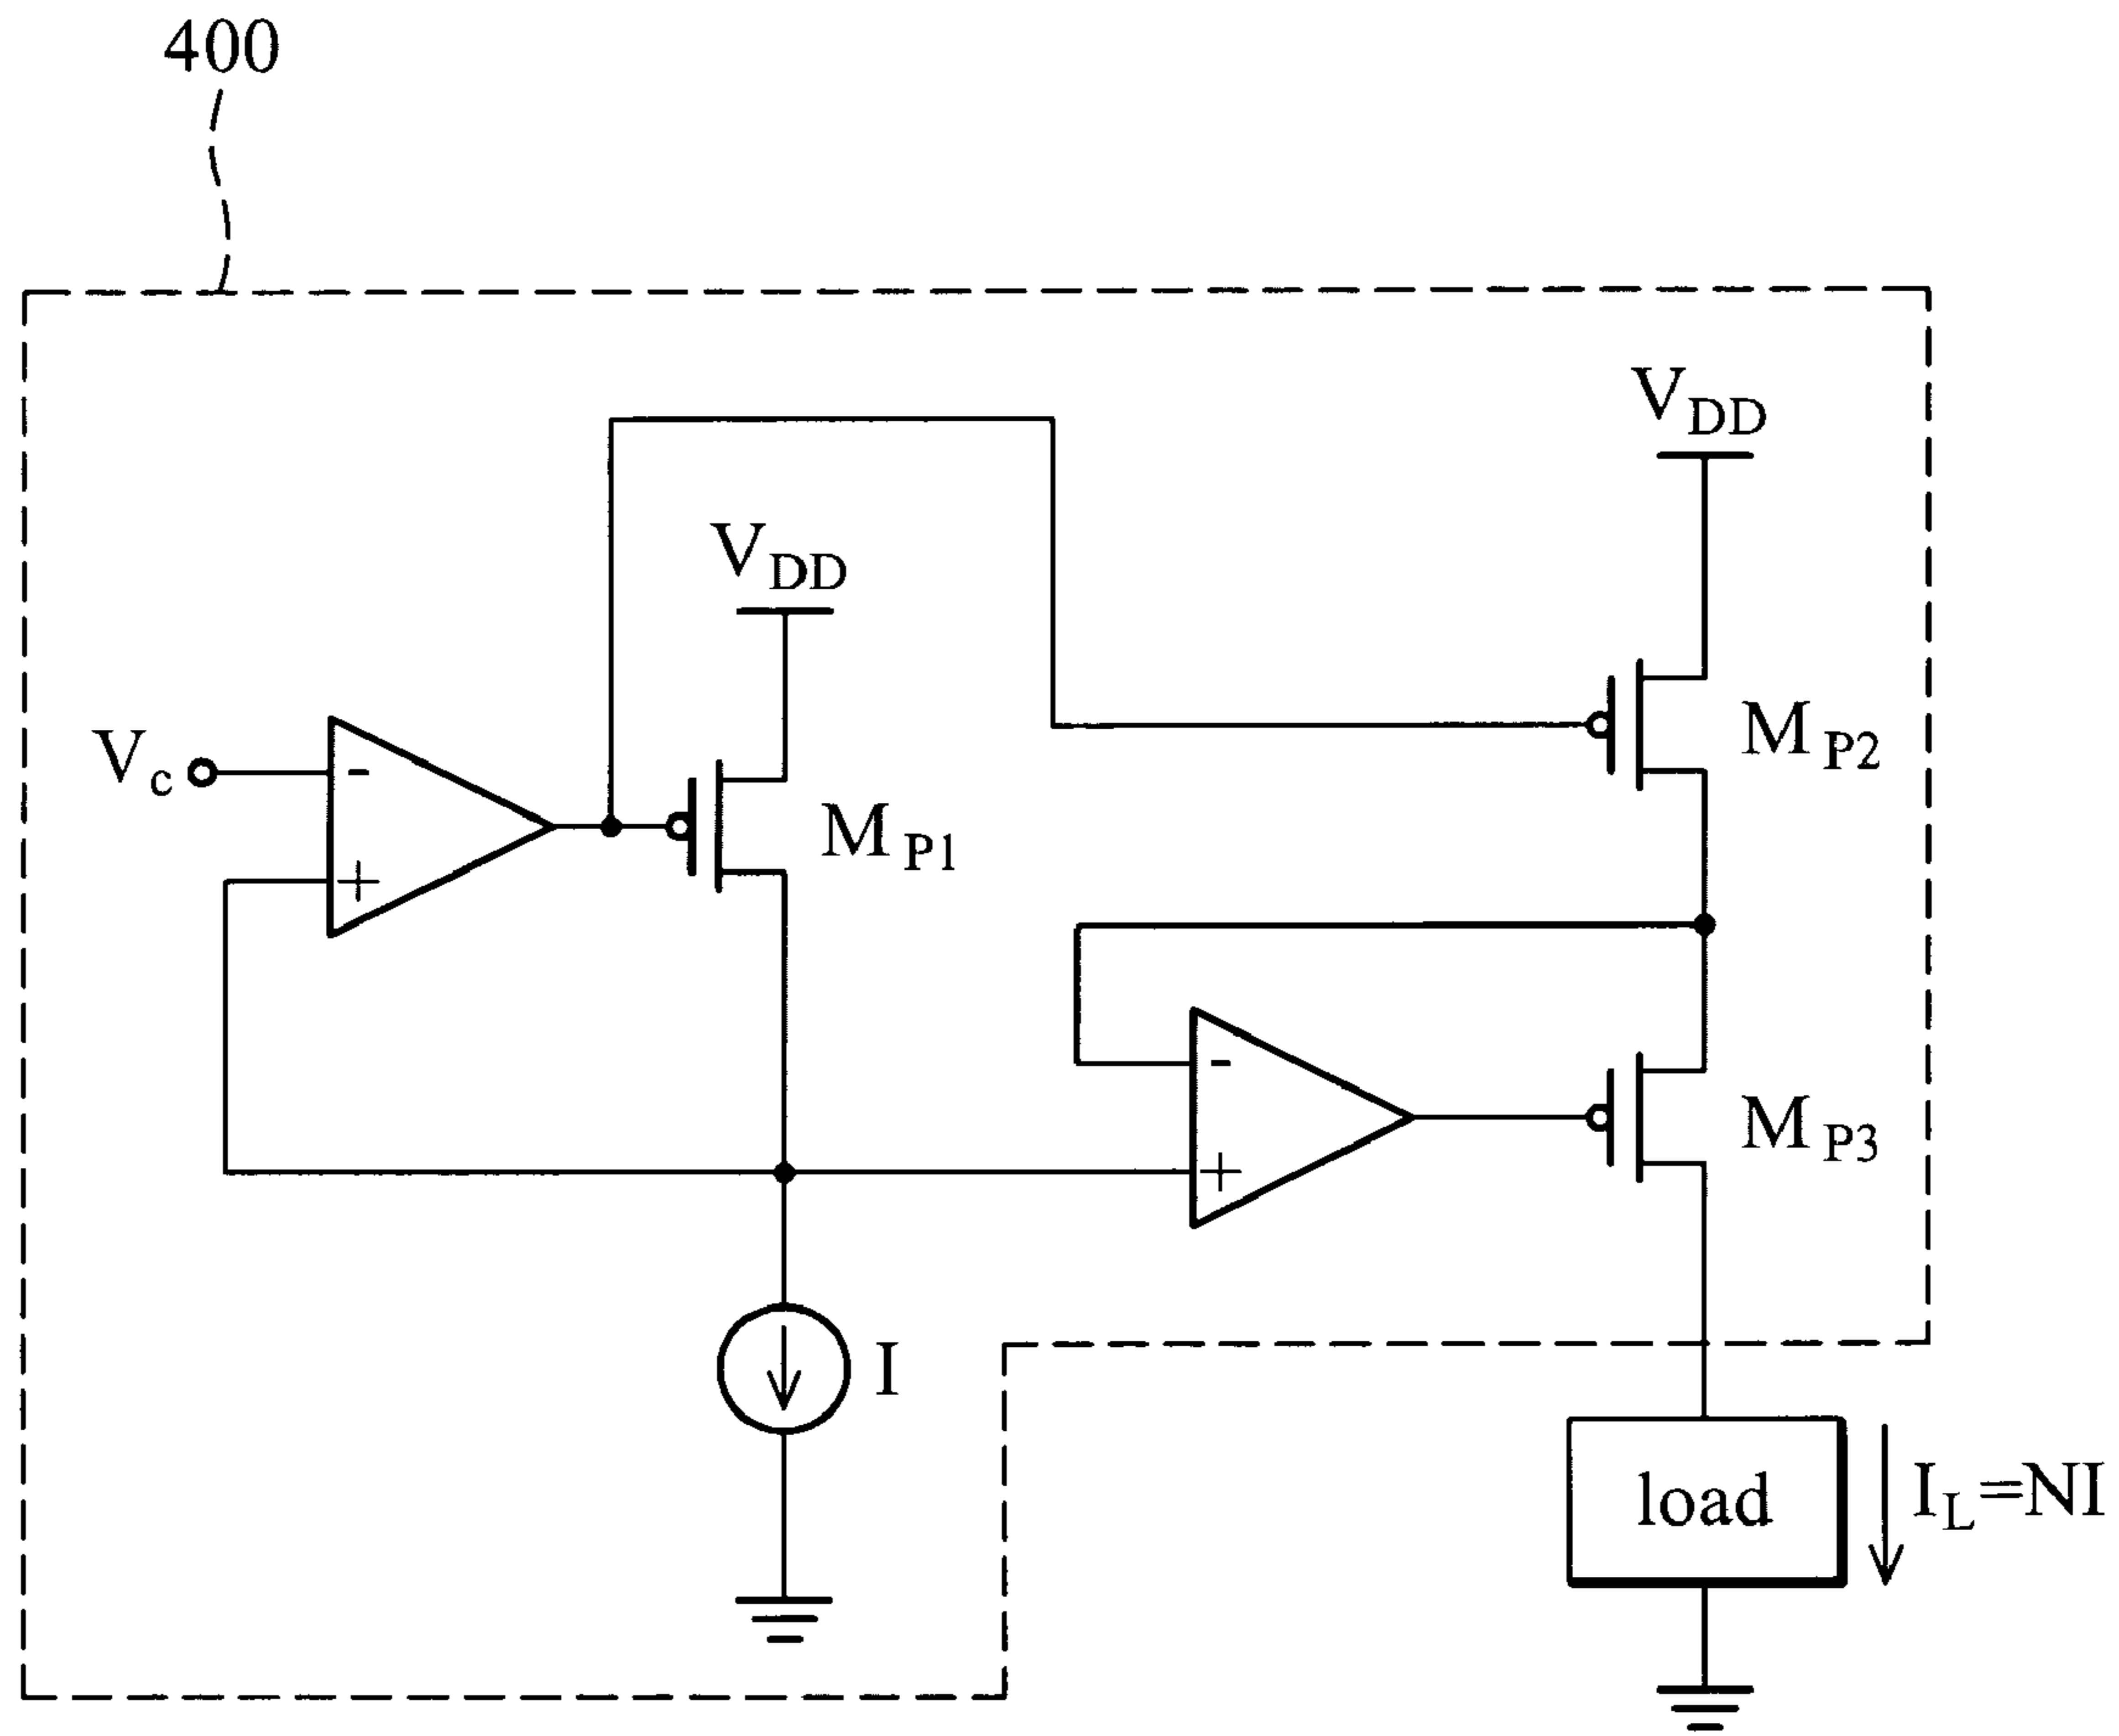 400
VDD
VDD
MP2
Vc
-
MP1
+
-
MP3
+
I
load
IL=NI